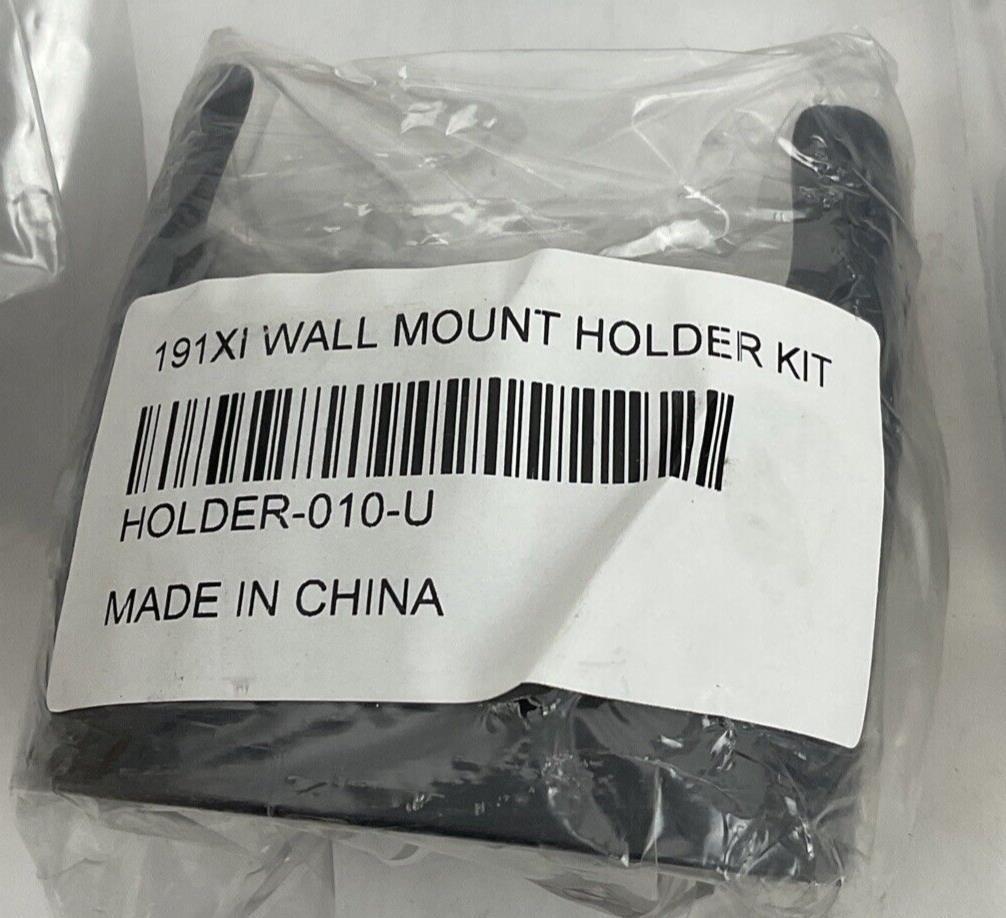 191XI WALL MOUNT HOLDER KIT
HOLDER-010-U
MADE IN CHINA